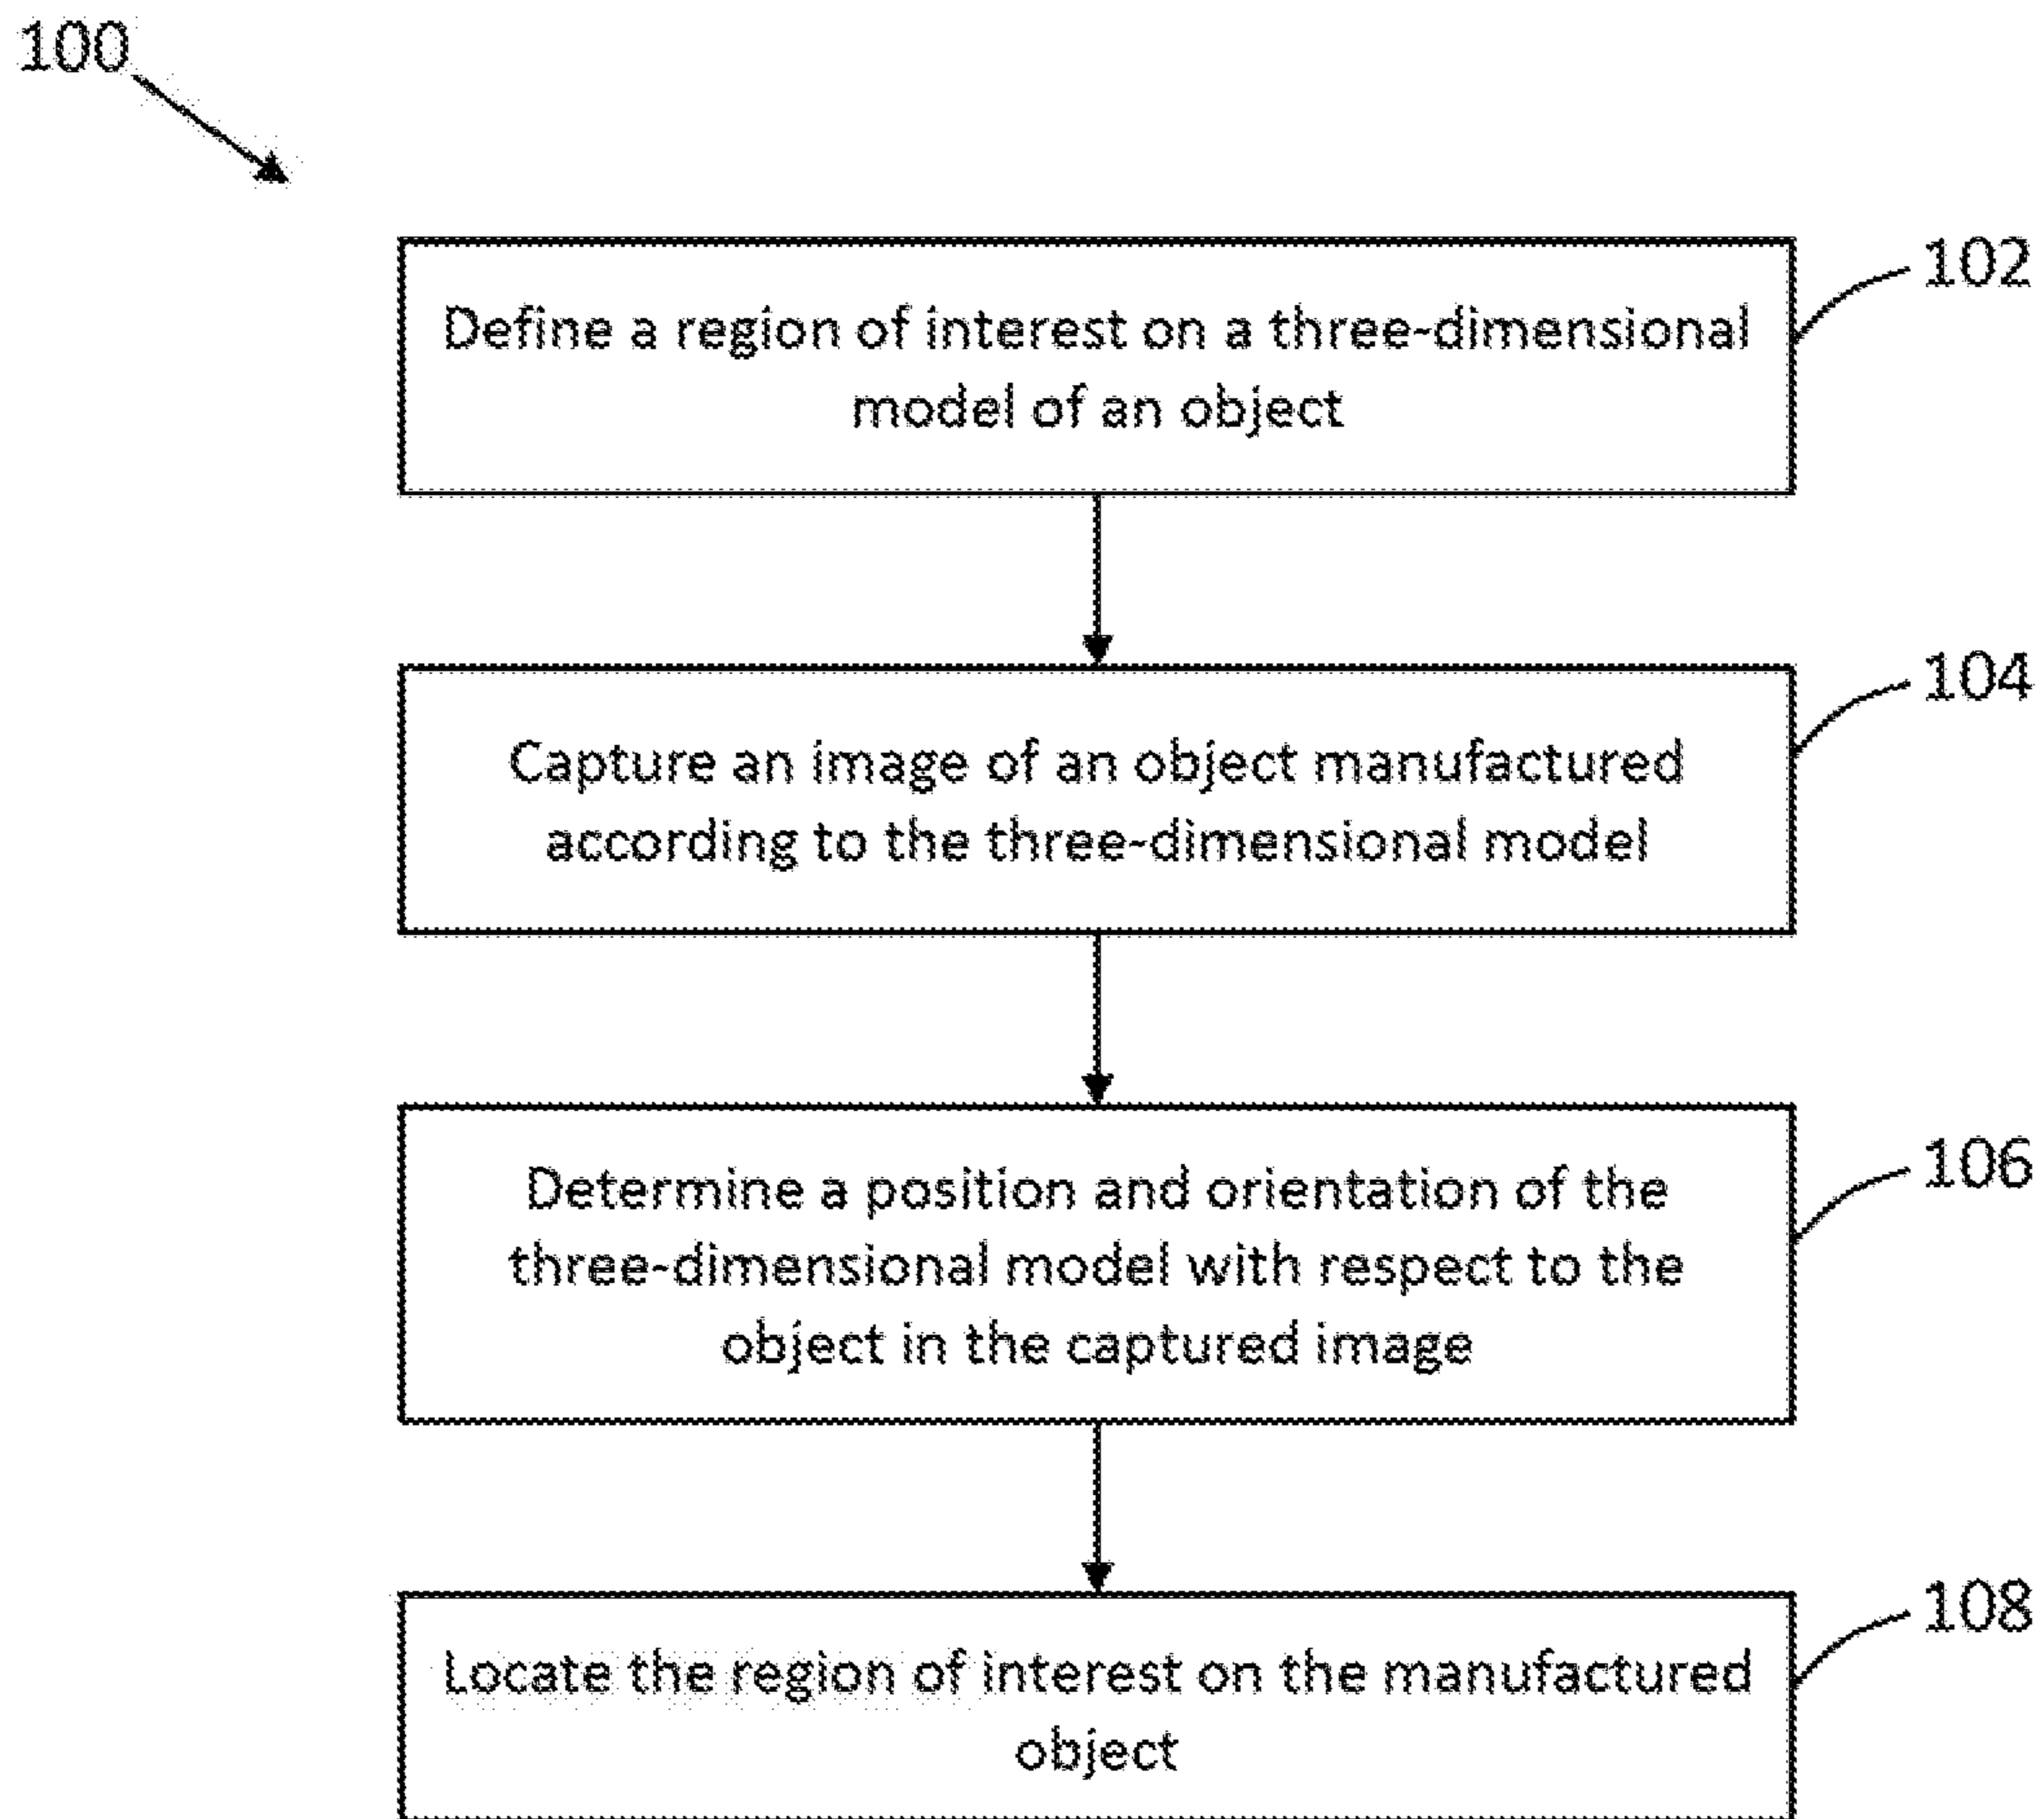 100
102
Define a region of interest on a three-dimensional
model of an object
104
Capture an image of an object manufactured
according to the three-dimensional model
106
Determine a position and orientation of the
three-dimensional model with respect to the
object in the captured image
108
Locate the region of interest on the manufactured
object